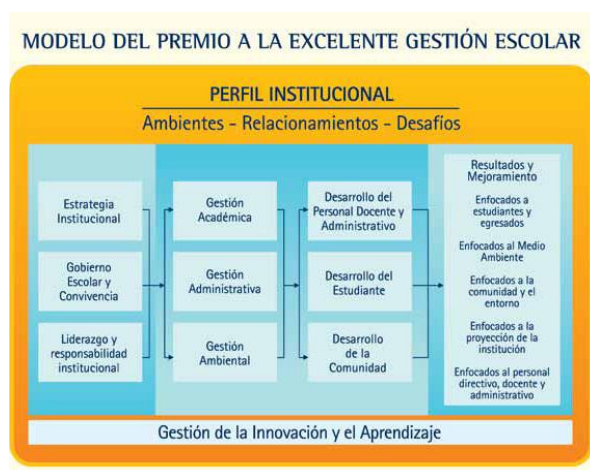 MODELO DEL PREMIO A LA EXCELENTE GESTIÓN ESCOLAR
PERFIL INSTITUCIONAL
Ambientes - Relacionamientos - Desafíos
Estrategia
Institucional
Gobierno
Escolar y
Convivencia
Liderazgo y
responsabilidad
institucional
Gestión
Académica
Gestión
Administrativa
Gestión
Ambiental
Desarrollo del
Personal Docente y
Administrativo
Desarrollo del
Estudiante
Desarrollo
de la
Comunidad
Resultados y
Mejoramiento
Enfocados a
estudiantes y
egresados
Enfocados al Medio
Ambiente
Enfocados a la
comunidad y el
entorno
Enfocados a la
proyección de la
institución
Enfocados al personal
directivo, docente y
administrativo
Gestión de la Innovación y el Aprendizaje